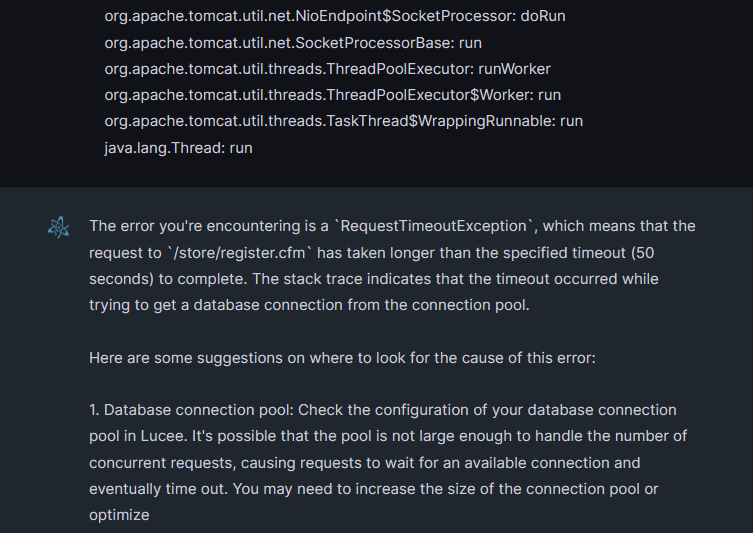 org.apache.tomcat.util.net.NioEndpoint$SocketProcessor: doRun
org.apache.tomcat.util.net.SocketProcessorBase: run
org.apache.tomcat.util.threads.ThreadPoolExecutor: runWorker
org.apache.tomcat.util.threads.ThreadPoolExecutor$Worker: run
org.apache.tomcat.util.threads.TaskThread$WrappingRunnable: run
java.lang.Thread: run
The error you're encountering is a `RequestTimeoutException`, which means that the
request to `/store/register.cfm` has taken longer than the specified timeout (50
seconds) to complete. The stack trace indicates that the timeout occurred while
trying to get a database connection from the connection pool.
Here are some suggestions on where to look for the cause of this error:
1. Database connection pool: Check the configuration of your database connection
pool in Lucee. It's possible that the pool is not large enough to handle the number of
concurrent requests, causing requests to wait for an available connection and
eventually time out. You may need to increase the size of the connection pool or
optimize